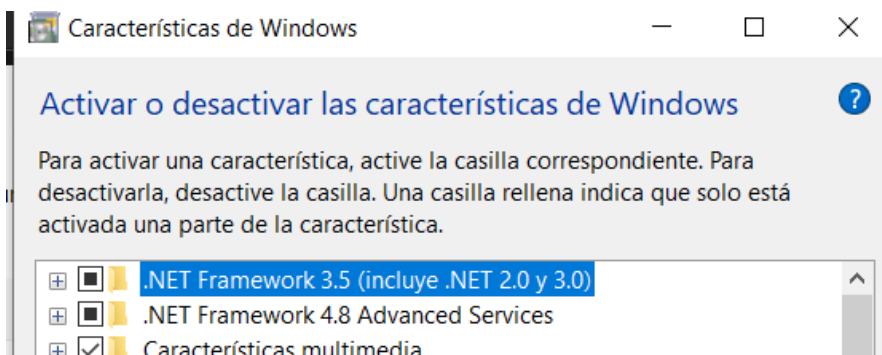 Características de Windows
Activar o desactivar las características de Windows
Para activar una característica, active la casilla correspondiente. Para
desactivarla, desactive la casilla. Una casilla rellena indica que solo está
activada una parte de la característica.
.NET Framework 3.5 (incluye .NET 2.0 y 3.0)
.NET Framework 4.8 Advanced Services
Características multimedia